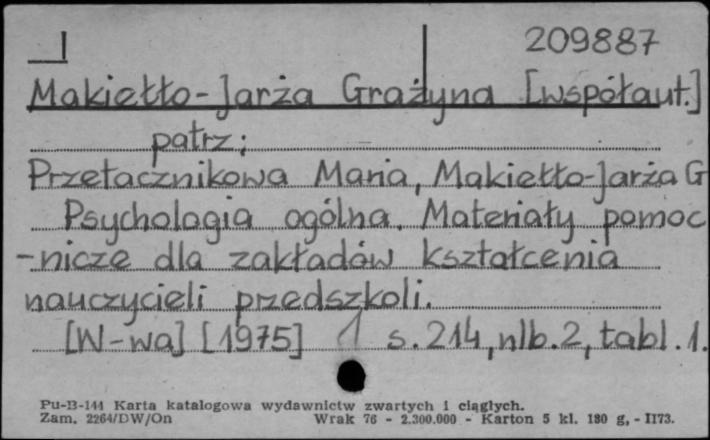 209887
Makiełło-Jarża Grażyna [współaut.]
patrz:
Przetacznikowa Maria, Makiełło-Jarża G
Psychologia ogólna. Materiały pomoc
-nicze dla zakładów kształcenia
nauczycieli przedszkoli.
[W-wa] [1975] 1 s. 214, nlb. 2, tabl. 1.
Pu-B-144 Karta katalogowa wydawnictw zwartych i ciągłych.
Zam. 2264/DW/On Wrak 76 - 2.300.000 - Karton 5 kl. 180 g, - II73.